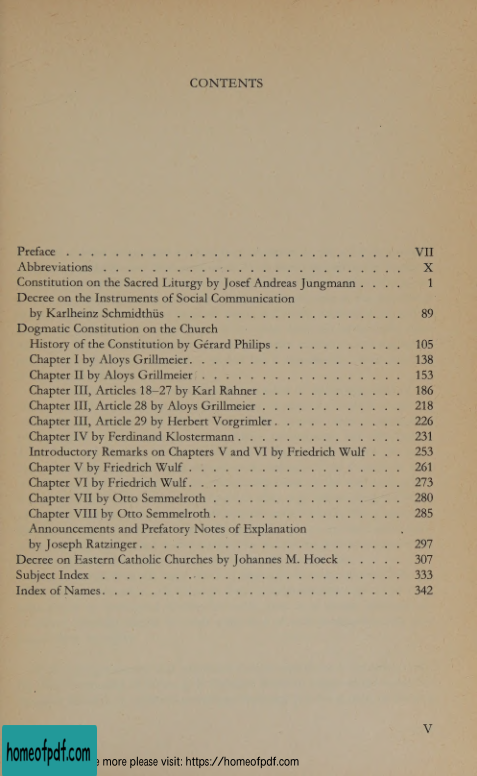 CONTENTS
Preface . . . . . . . . . . . . . . . . . . . . . . . . . . . . VII
Abbreviations . . . . . . . . . . . . . . . . . . . . . . . . . X
Constitution on the Sacred Liturgy by Josef Andreas Jungmann . . . . 1
Decree on the Instruments of Social Communication
by Karlheinz Schmidthüs . . . . . . . . . . . . . . . . . . . 89
Dogmatic Constitution on the Church
History of the Constitution by Gérard Philips . . . . . . . . . . . 105
Chapter I by Aloys Grillmeier . . . . . . . . . . . . . . . . . . 138
Chapter II by Aloys Grillmeier . . . . . . . . . . . . . . . . . 153
Chapter III, Articles 18–27 by Karl Rahner . . . . . . . . . . . . 186
Chapter III, Article 28 by Aloys Grillmeier . . . . . . . . . . . . 218
Chapter III, Article 29 by Herbert Vorgrimler . . . . . . . . . . . 226
Chapter IV by Ferdinand Klostermann . . . . . . . . . . . . . . 231
Introductory Remarks on Chapters V and VI by Friedrich Wulf . . . 253
Chapter V by Friedrich Wulf . . . . . . . . . . . . . . . . . . 261
Chapter VI by Friedrich Wulf . . . . . . . . . . . . . . . . . . 273
Chapter VII by Otto Semmelroth . . . . . . . . . . . . . . . . 280
Chapter VIII by Otto Semmelroth . . . . . . . . . . . . . . . . 285
Announcements and Prefatory Notes of Explanation
by Joseph Ratzinger . . . . . . . . . . . . . . . . . . . . . . 297
Decree on Eastern Catholic Churches by Johannes M. Hoeck . . . . . 307
Subject Index . . . . . . . . . . . . . . . . . . . . . . . . . 333
Index of Names . . . . . . . . . . . . . . . . . . . . . . . . . 342
V
homeofpdf.com
e more please visit: https://homeofpdf.com